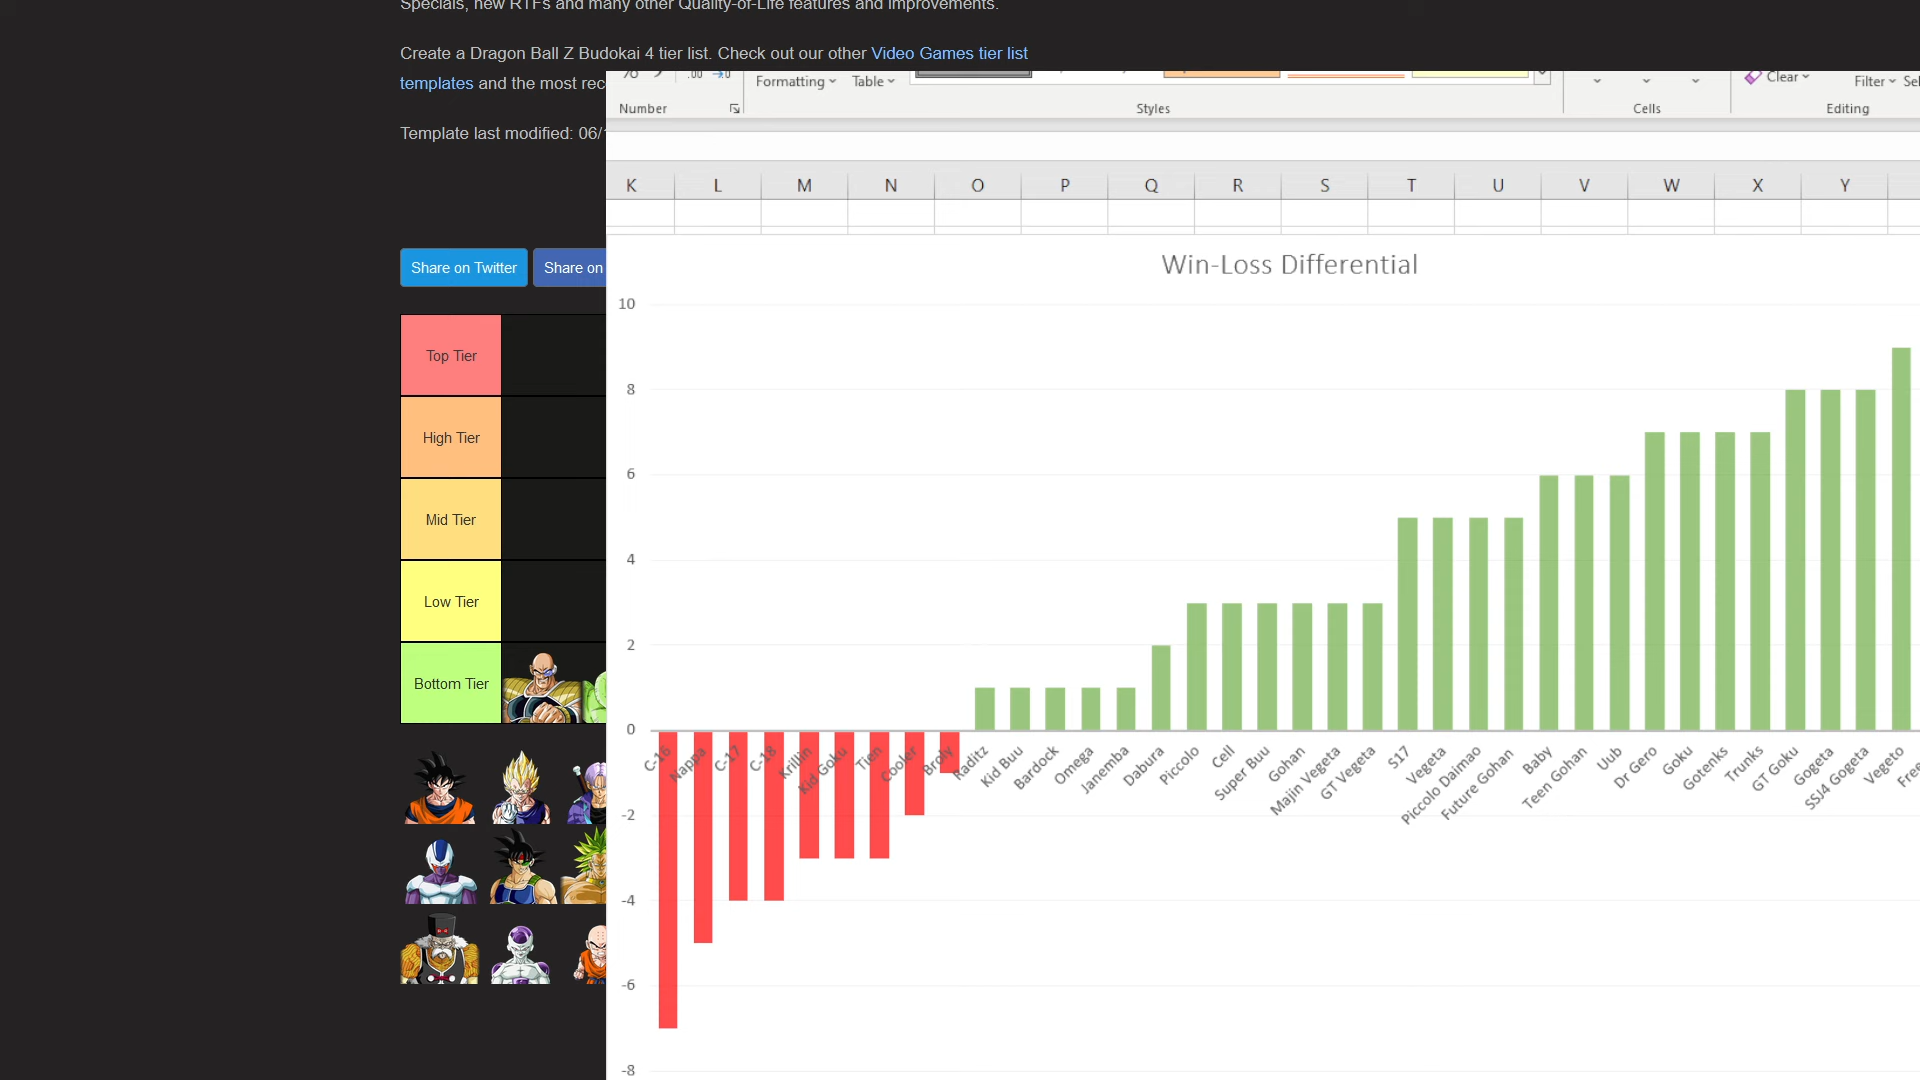 Specials, new RTFs and many other Quality-of-Life features and improvements.
Create a Dragon Ball Z Budokai 4 tier list. Check out our other Video Games tier list
templates and the most rec
Template last modified: 06/
Share on Twitter
Share on
Top Tier
High Tier
Mid Tier
Low Tier
Bottom Tier
Formatting
Table
Clear
Filter
Sel
Number
Styles
Cells
Editing
K L M N O P Q R S T U V W X Y
Win-Loss Differential
10
8
6
4
2
0
-2
-4
-6
-8
C-16
Nappa
C-17
C-18
Krillin
Kid Goku
Tien
Cooler
Broly
Raditz
Kid Buu
Bardock
Omega
Janemba
Dabura
Piccolo
Cell
Super Buu
Gohan
Majin Vegeta
GT Vegeta
S17
Vegeta
Piccolo Daimao
Future Gohan
Baby
Teen Gohan
Uub
Dr Gero
Goku
Gotenks
Trunks
GT Goku
Gogeta
SSJ4 Gogeta
Vegeto
Free